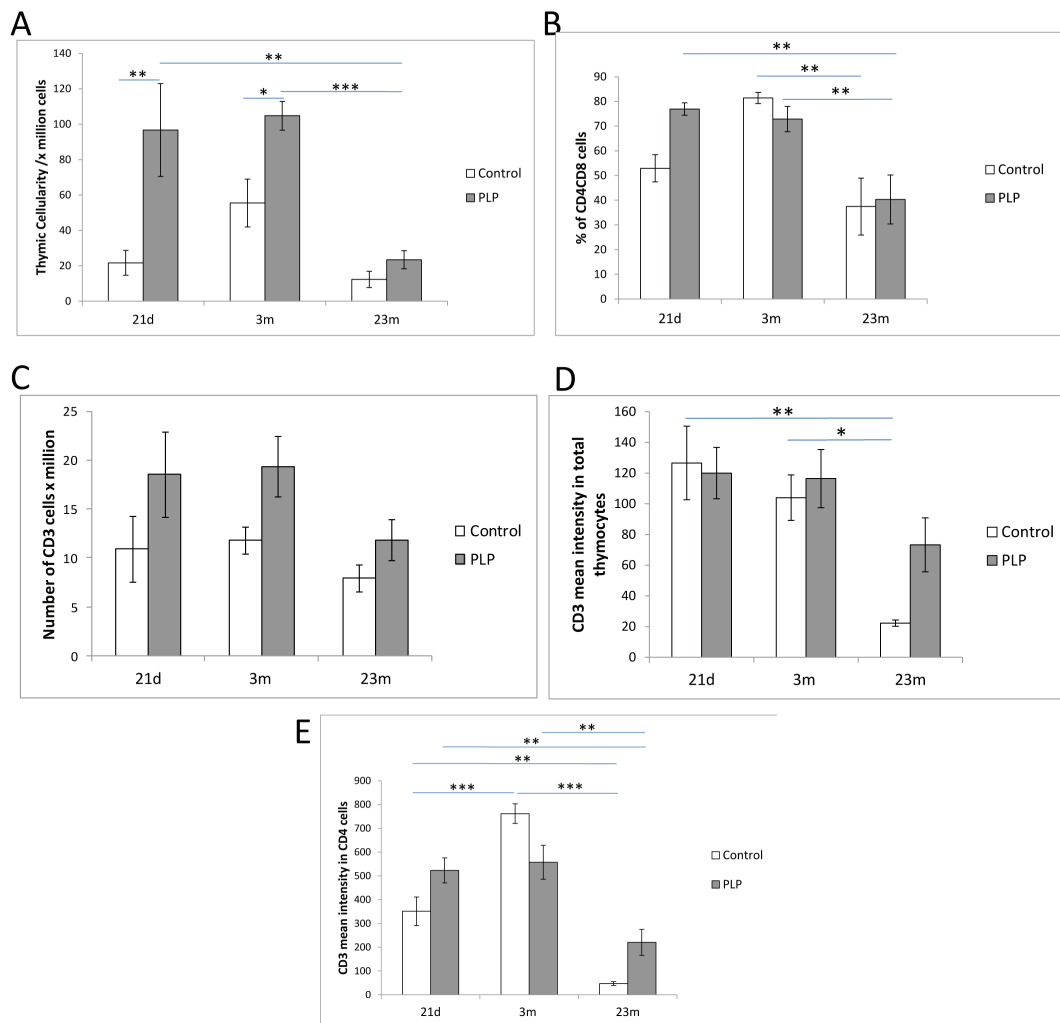 A
140
120
100
80
60
40
20
0
Thymic Cellularity /x million cells
**
**
*
***
21d
3m
23m
Control
PLP
B
90
80
70
60
50
40
30
20
10
0
% of CD4CD8 cells
**
**
**
21d
3m
23m
Control
PLP
C
25
20
15
10
5
0
Number of CD3 cells x million
21d
3m
23m
Control
PLP
D
160
140
120
100
80
60
40
20
0
CD3 mean intensity in total
thymocytes
**
*
21d
3m
23m
Control
PLP
E
**
**
**
***
***
900
800
700
600
500
400
300
200
100
0
CD3 mean intensity in CD4 cells
21d
3m
23m
Control
PLP